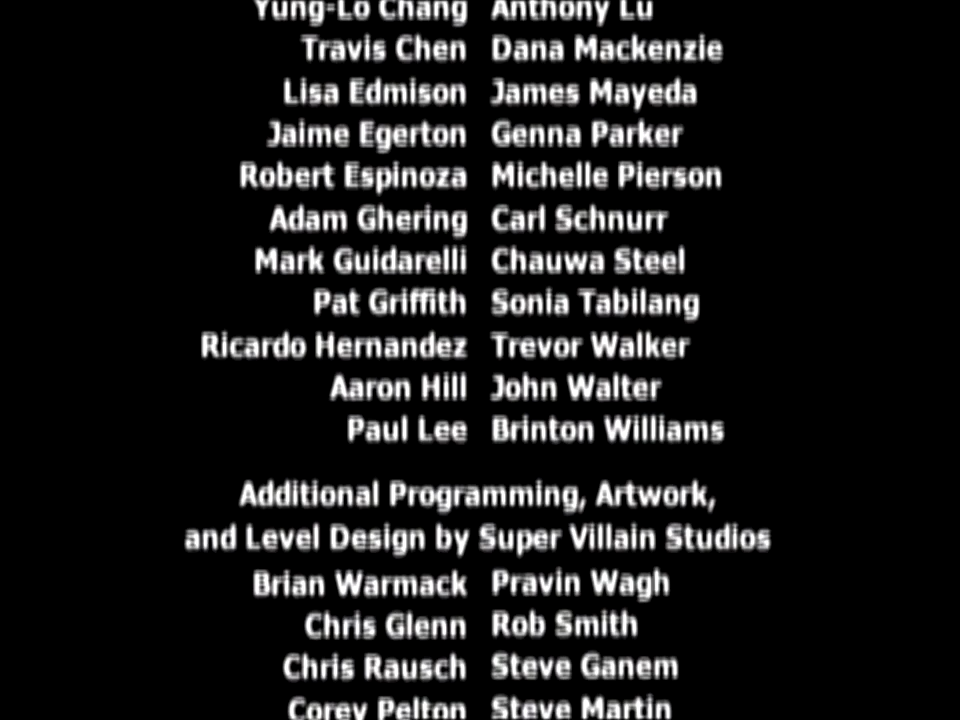 Yung-Lo Chang Anthony Lu
Travis Chen Dana Mackenzie
Lisa Edmison James Mayeda
Jaime Egerton Genna Parker
Robert Espinoza Michelle Pierson
Adam Ghering Carl Schnurr
Mark Guidarelli Chauwa Steel
Pat Griffith Sonia Tabilang
Ricardo Hernandez Trevor Walker
Aaron Hill John Walter
Paul Lee Brinton Williams
Additional Programming, Artwork,
and Level Design by Super Villain Studios
Brian Warmack Pravin Wagh
Chris Glenn Rob Smith
Chris Rausch Steve Ganem
Corey Pelton Steve Martin